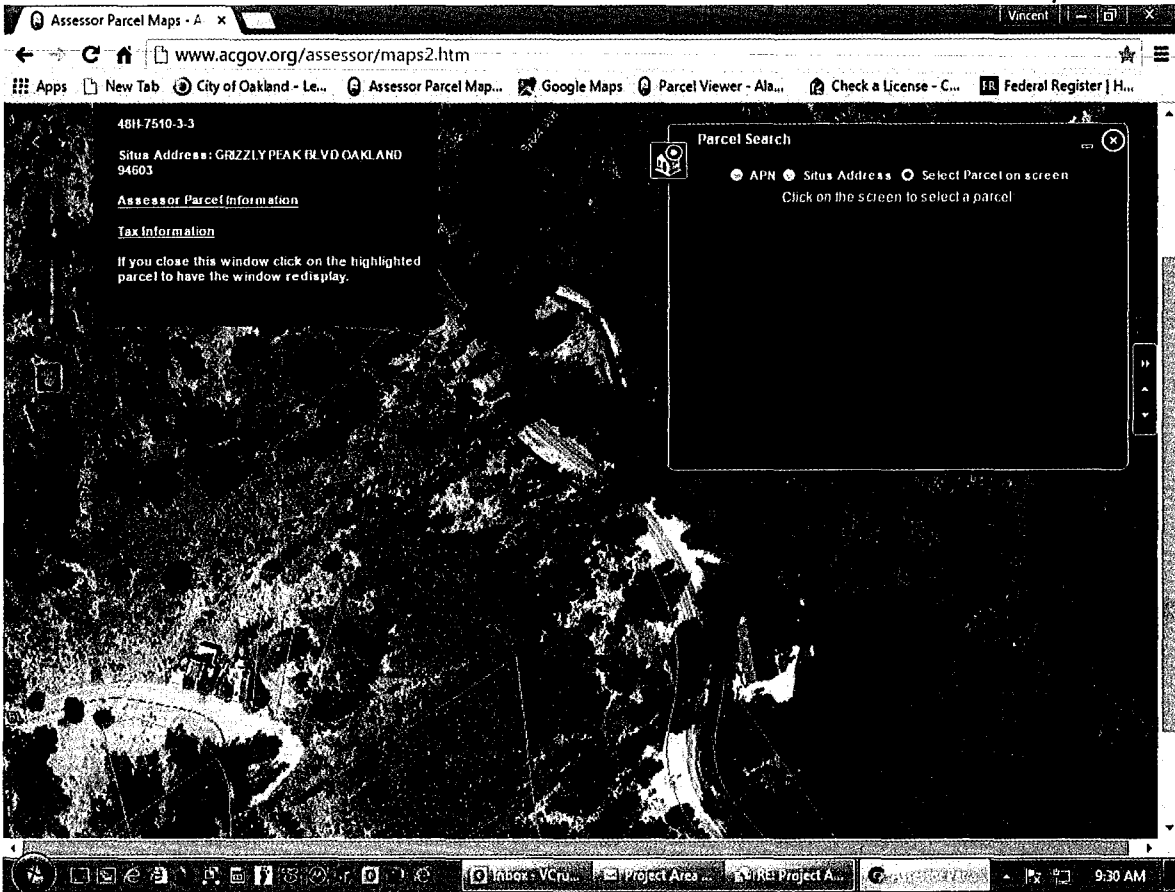 Assessor Parcel Maps - A
Vincent
www.acgov.org/assessor/maps2.htm
Apps New Tab City of Oakland - Le... Assessor Parcel Map... Google Maps Parcel Viewer - Ala... Check a License - C... FR Federal Register | H...
48H-7510-3-3
Situs Address: GRIZZLY PEAK BLVD OAKLAND
94603
Assessor Parcel Information
Tax Information
If you close this window click on the highlighted
parcel to have the window redisplay.
Parcel Search
APN Situs Address Select Parcel on screen
Click on the screen to select a parcel
Inbox - VCru... Project Area ... RE: Project A... 9:30 AM